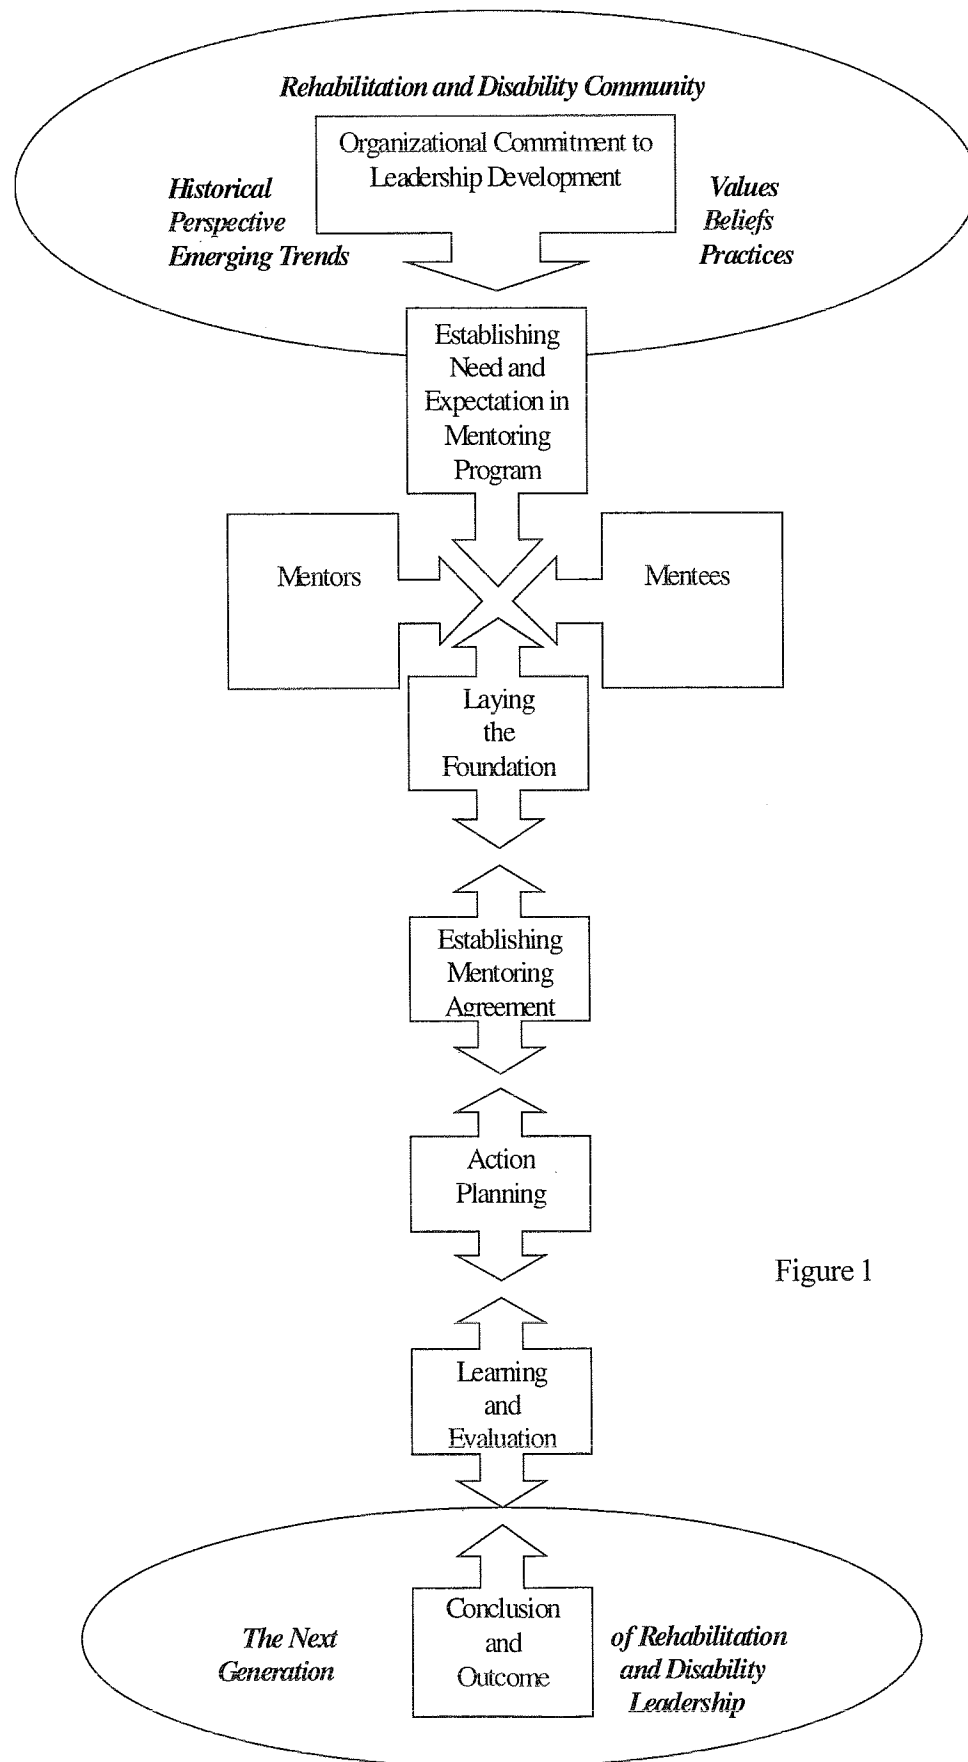 Rehabilitation and Disability Community
Organizational Commitment to
Leadership Development
Historical
Perspective
Emerging Trends
Values
Beliefs
Practices
Establishing
Need and
Expectation in
Mentoring
Program
Mentors
Mentees
Laying
the
Foundation
Establishing
Mentoring
Agreement
Action
Planning
Figure 1
Learning
and
Evaluation
Conclusion
and
Outcome
The Next
Generation
of Rehabilitation
and Disability
Leadership